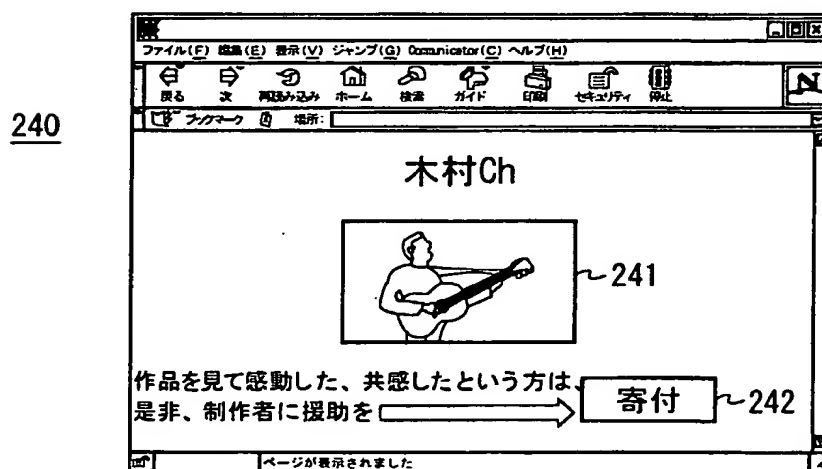 ファイル(F) 編集(E) 表示(V) ジャンプ(G) Communicator(C) ヘルプ(H)
戻る 次 再読み込み ホーム 検索 ガイド 印刷 セキュリティ 停止
N
ブックマーク 場所:
240
木村Ch
241
作品を見て感動した、共感したという方は、
是非、制作者に援助を
寄付
242
ページが表示されました